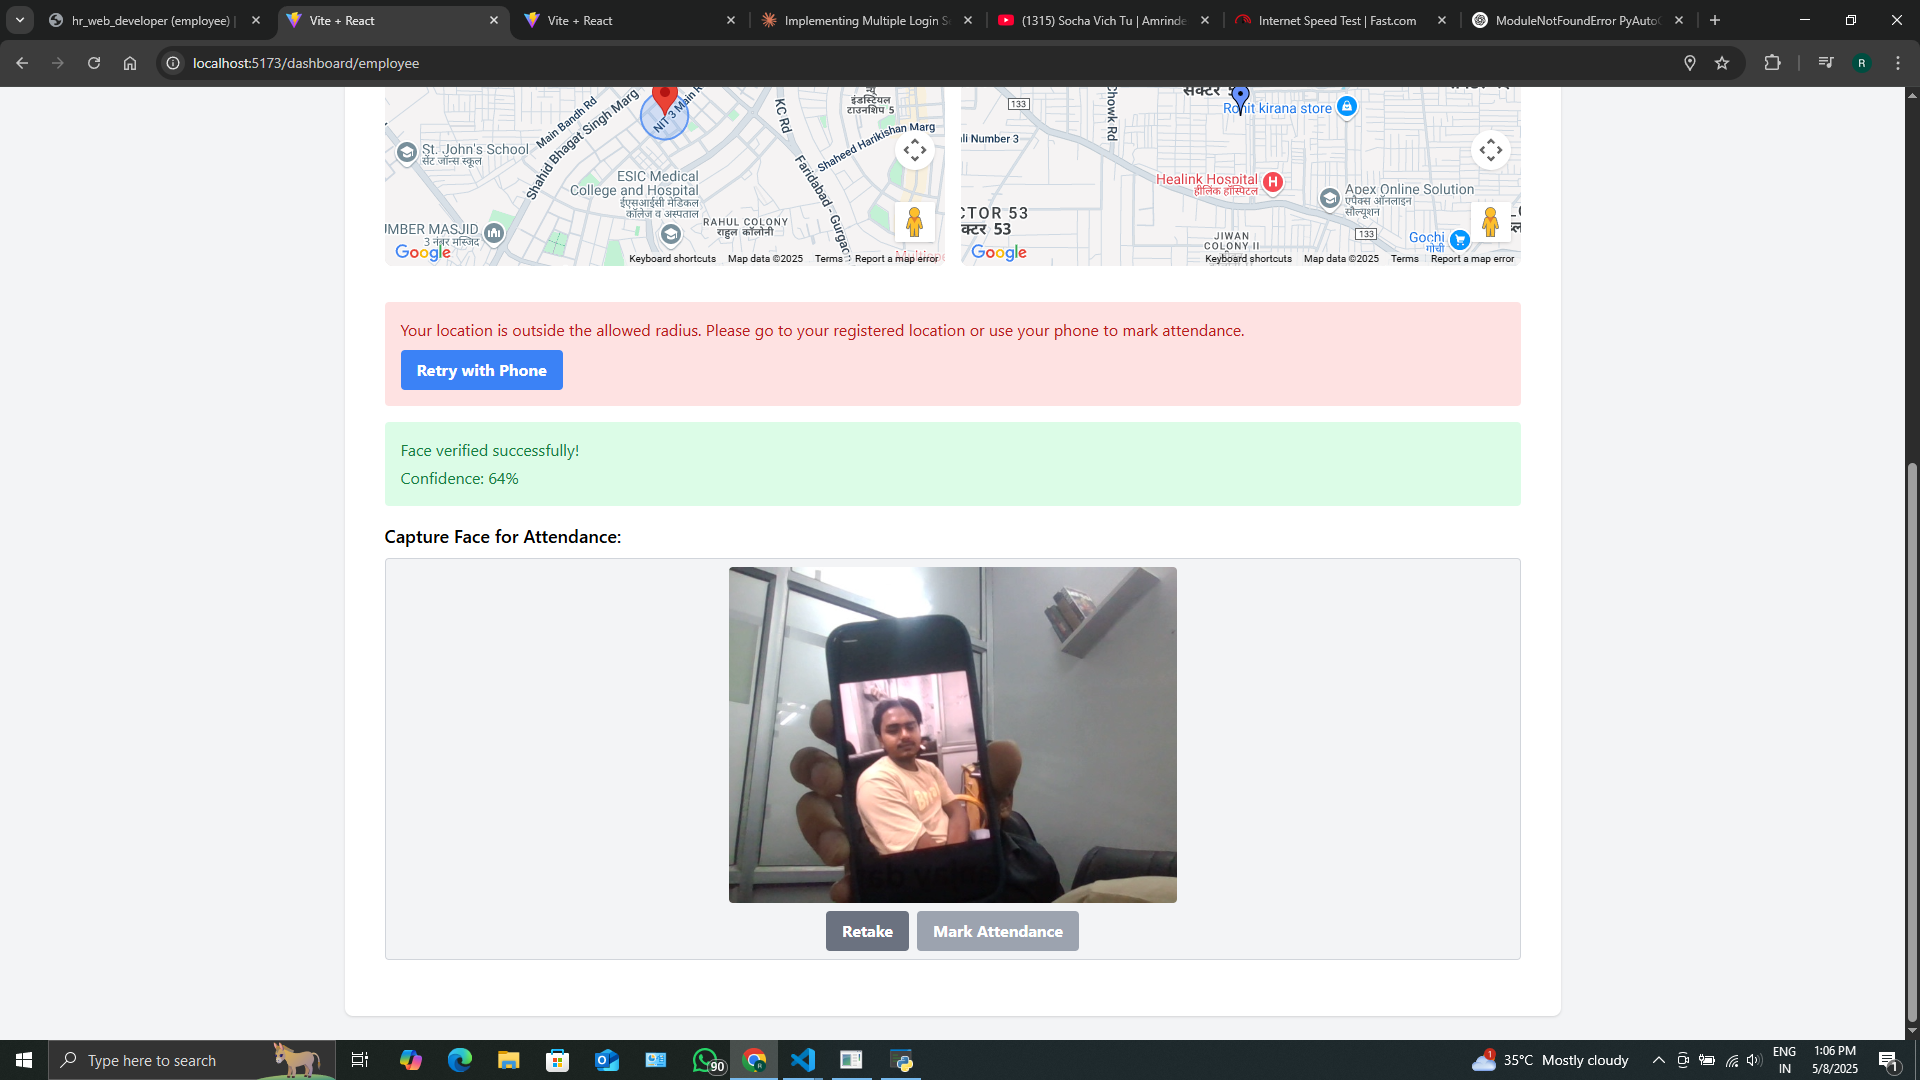 hr_web_developer (employee) |
Vite + React
Vite + React
Implementing Multiple Login S
(1315) Socha Vich Tu | Amrinde
Internet Speed Test | Fast.com
ModuleNotFoundError PyAuto
localhost:5173/dashboard/employee
R
Main Bandh Rd
Shahid Bhagat Singh Marg
NIT 3 Main R
KC Rd
इंडस्ट्रियल
टाउनशिप 5
Shaheed Harikishan Marg
St. John's School
सेंट जॉन्स स्कूल
ESIC Medical
College and Hospital
ईएसआईसी मेडिकल
कॉलेज व अस्पताल
Faridabad - Gurgao
RAHUL COLONY
राहुल कॉलोनी
UMBER MASJID
3 नंबर मस्जिद
Google
Keyboard shortcuts
Map data ©2025
Terms
Report a map error
133
Chowk Rd
सेक्टर 5
Rohit kirana store
li Number 3
Healink Hospital
हीलिंक हॉस्पिटल
Apex Online Solution
एपैक्स ऑनलाइन
सौल्यूशन
CTOR 53
क्टर 53
JIWAN
COLONY II
133
Gochi
गोची
Google
Keyboard shortcuts
Map data ©2025
Terms
Report a map error
Your location is outside the allowed radius. Please go to your registered location or use your phone to mark attendance.
Retry with Phone
Face verified successfully!
Confidence: 64%
Capture Face for Attendance:
Retake
Mark Attendance
Type here to search
90
1
35°C Mostly cloudy
ENG
IN
1:06 PM
5/8/2025
1